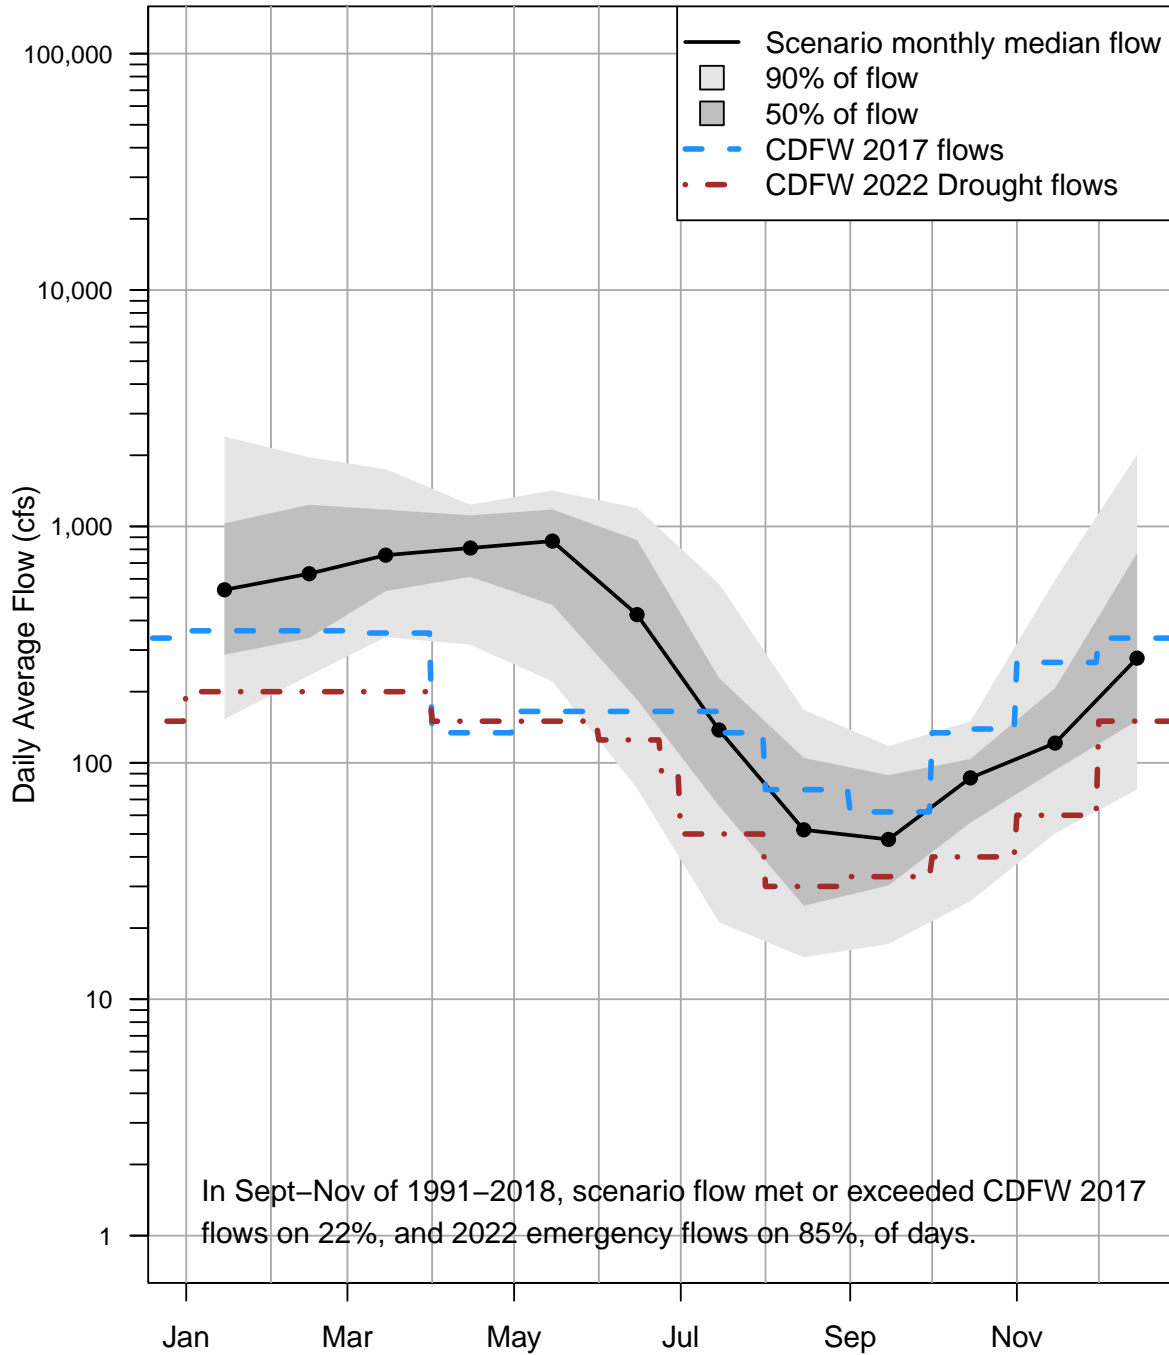 Scenario monthly median flow
90% of flow
50% of flow
CDFW 2017 flows
CDFW 2022 Drought flows
100,000
10,000
1,000
100
10
1
Daily Average Flow (cfs)
In Sept−Nov of 1991−2018, scenario flow met or exceeded CDFW 2017
flows on 22%, and 2022 emergency flows on 85%, of days.
Jan
Mar
May
Jul
Sep
Nov